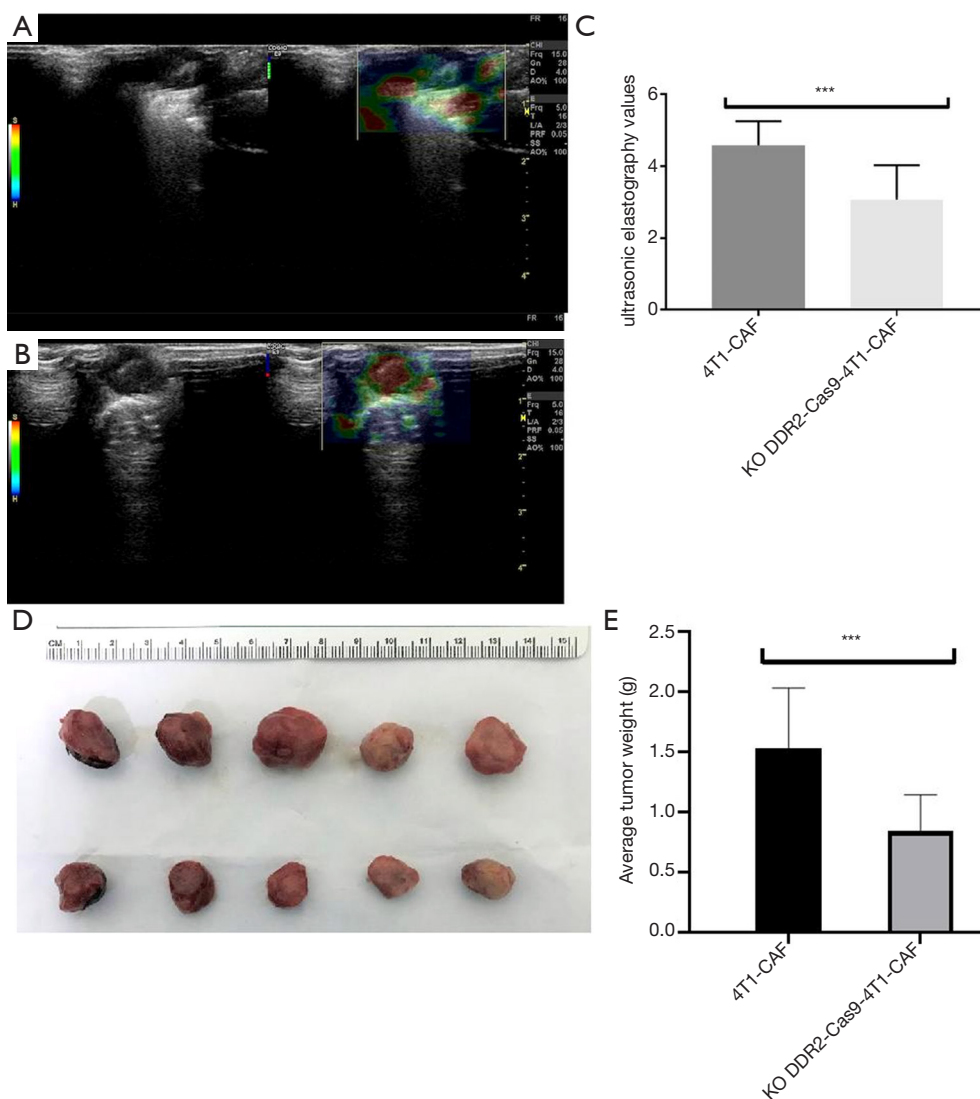 A
FR 16
CHI
Frq 15.0
Gn 28
D 4.0
AO% 100
E
Frq 5.0
T 16
L/A 2/3
PRF 0.05
SS -
AO% 100
S
H
1
M
2
3
4
FR 16
B
CHI
Frq 15.0
Gn 28
D 4.0
AO% 100
E
Frq 5.0
T 16
L/A 2/3
PRF 0.05
SS -
AO% 100
S
H
1
M
2
3
4
C
***
ultrasonic elastography values
6
4
2
0
4T1-CAF
KO DDR2-Cas9-4T1-CAF
D
CM 1 2 3 4 5 6 7 8 9 10 11 12 13 14 15
E
***
Average tumor weight (g)
2.5
2.0
1.5
1.0
0.5
0.0
4T1-CAF
KO DDR2-Cas9-4T1-CAF